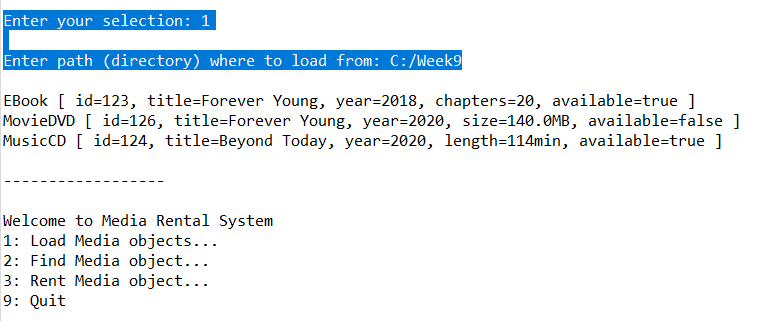 Enter your selection: 1
Enter path (directory) where to load from: C:/Week9
EBook [ id=123, title=Forever Young, year=2018, chapters=20, available=true ]
MovieDVD [ id=126, title=Forever Young, year=2020, size=140.0MB, available=false ]
MusicCD [ id=124, title=Beyond Today, year=2020, length=114min, available=true ]
------------------
Welcome to Media Rental System
1: Load Media objects...
2: Find Media object...
3: Rent Media object...
9: Quit